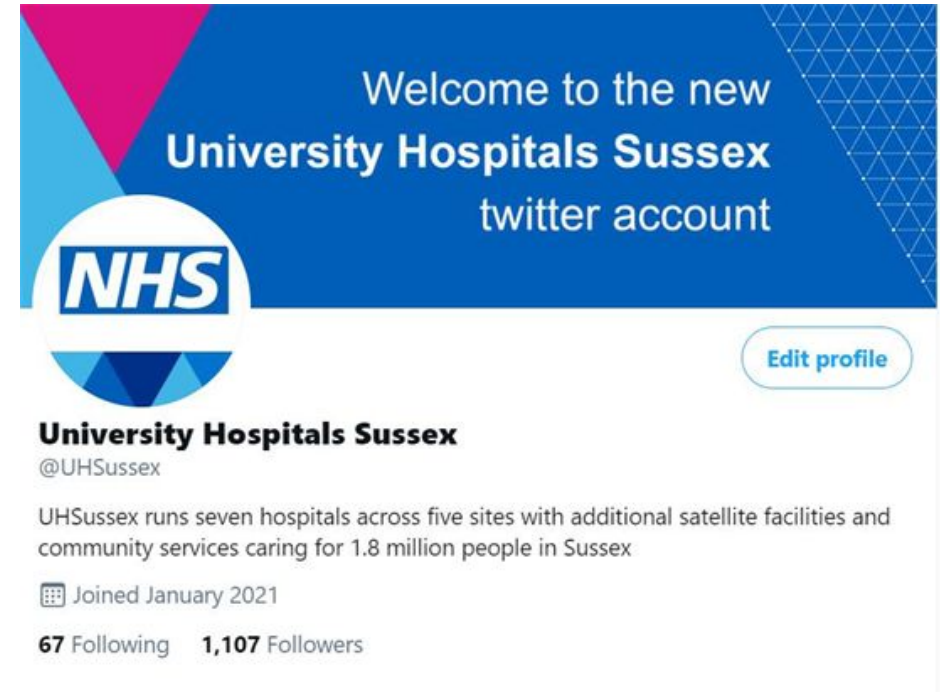 Welcome to the new
University Hospitals Sussex
twitter account
NHS
Edit profile
University Hospitals Sussex
@UHSussex
UHSussex runs seven hospitals across five sites with additional satellite facilities and
community services caring for 1.8 million people in Sussex
Joined January 2021
67 Following 1,107 Followers